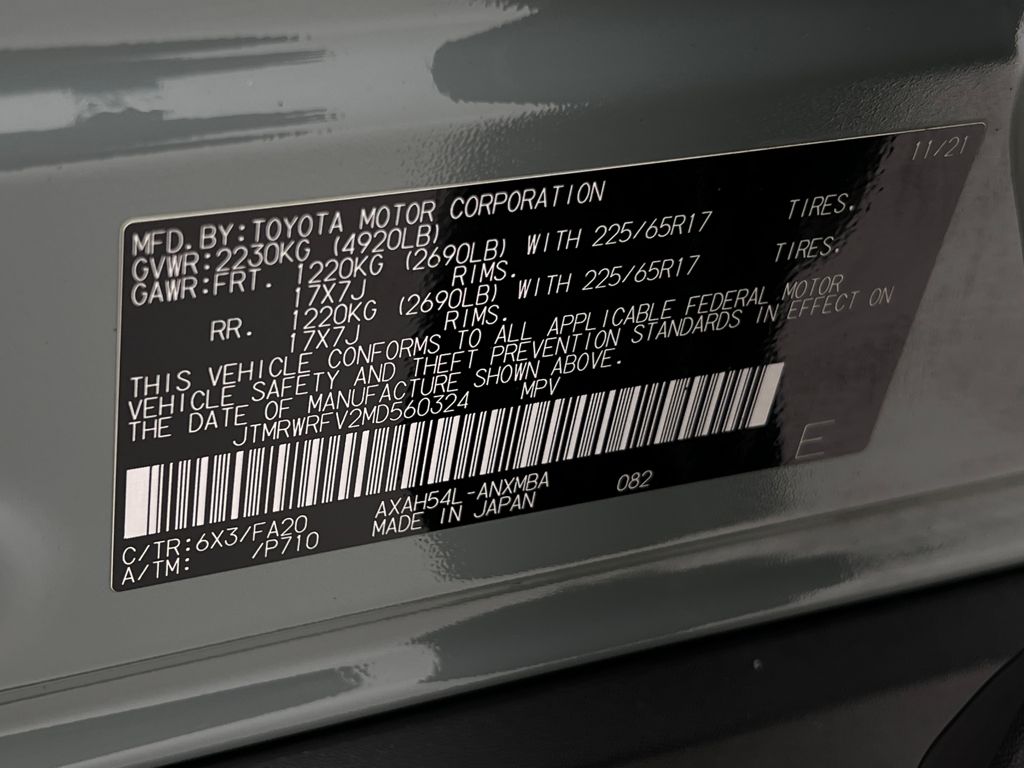 11/21
MFD.BY:TOYOTA MOTOR CORPORATION
GVWR:2230KG (4920LB)
GAWR:FRT. 1220KG (2690LB) WITH 225/65R17 TIRES.
17X7J RIMS.
RR. 1220KG (2690LB) WITH 225/65R17 TIRES.
17X7J RIMS.
THIS VEHICLE CONFORMS TO ALL APPLICABLE FEDERAL MOTOR
VEHICLE SAFETY AND THEFT PREVENTION STANDARDS IN EFFECT ON
THE DATE OF MANUFACTURE SHOWN ABOVE.
JTMRWRFV2MD560324 MPV
E
C/TR:6X3/FA20 AXAH54L-ANXMBA 082
A/TM: /P710 MADE IN JAPAN